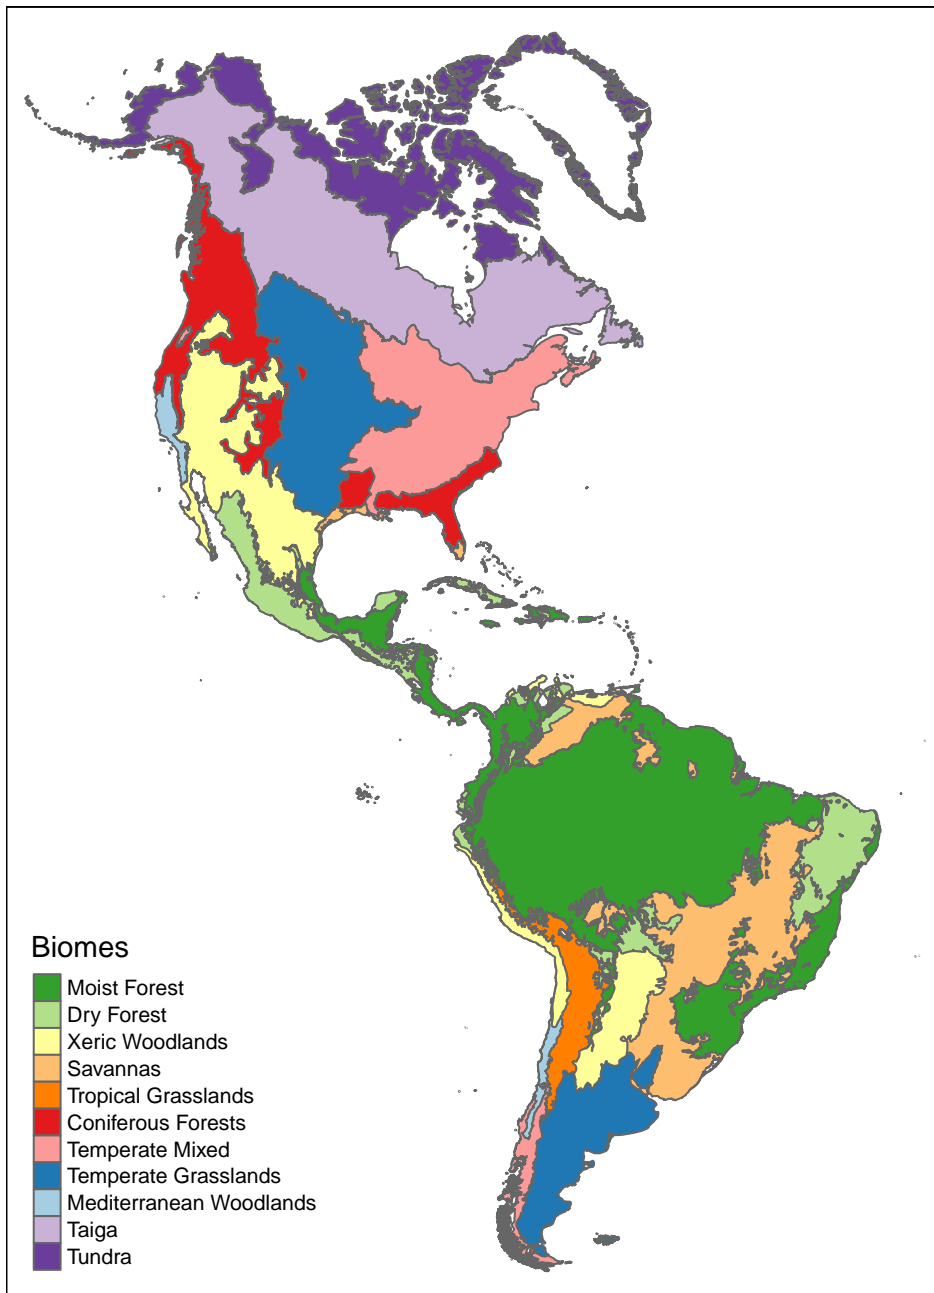 Biomes
Moist Forest
Dry Forest
Xeric Woodlands
Savannas
Tropical Grasslands
Coniferous Forests
Temperate Mixed
Temperate Grasslands
Mediterranean Woodlands
Taiga
Tundra